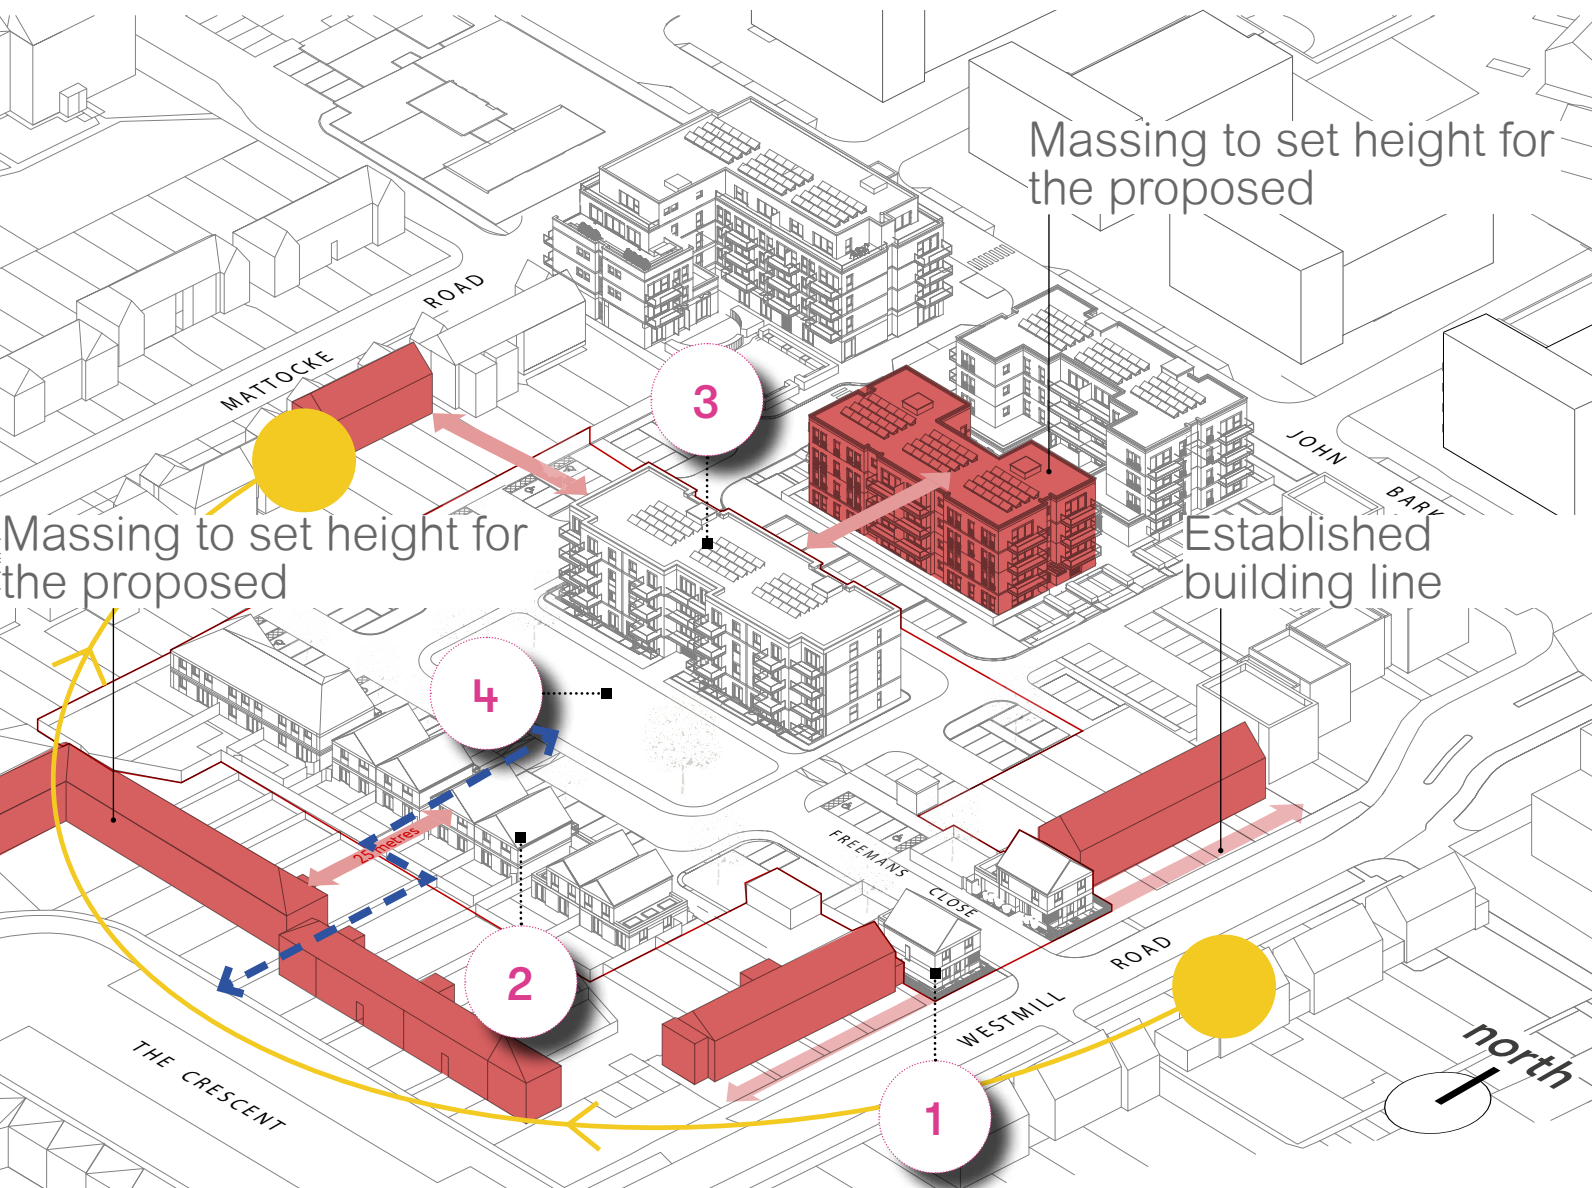 Massing to set height for
the proposed
ROAD
MATTOCKE
3
JOHN
BARK
Massing to set height for
the proposed
Established
building line
4
25 metres
FREEMANS CLOSE
2
ROAD
WESTMILL
north
THE CRESCENT
1